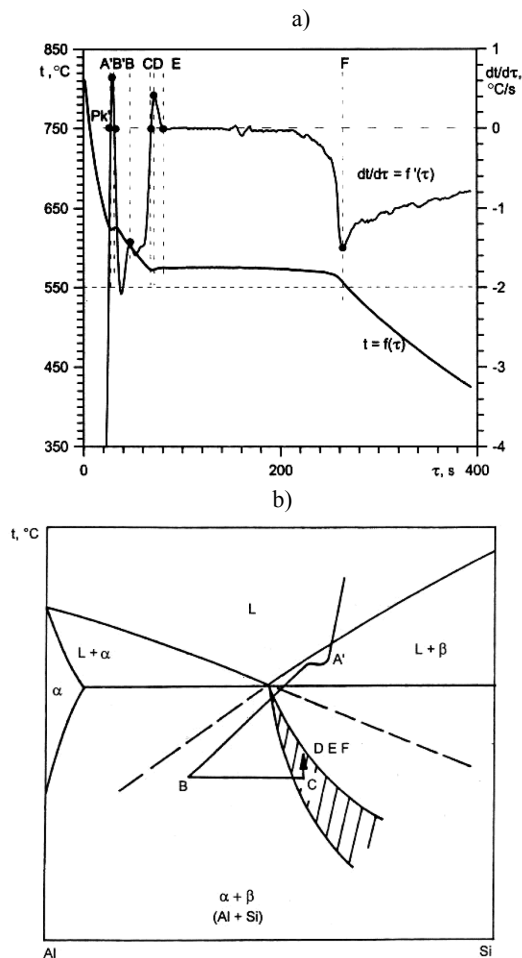 a)
850
t, °C
750
650
550
450
350
A' B' B C D E F
Pk'
1
dt/dτ,
°C/s
0
-1
-2
-3
-4
dt/dτ = f '(τ)
t = f(τ)
0 200 τ, s 400
b)
t, °C
L
L + α
L + β
α
A'
D E F
B
C
α + β
(Al + Si)
Al Si